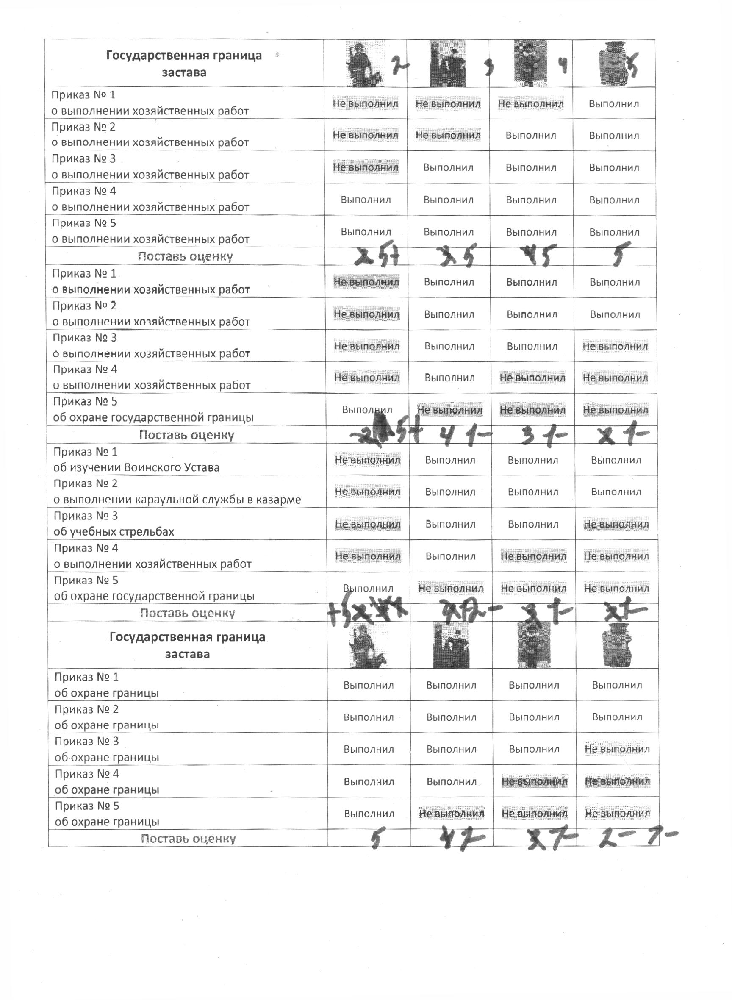 Государственная граница
застава
2 3 4 5
Приказ № 1
о выполнении хозяйственных работ
Не выполнил Не выполнил Не выполнил Выполнил
Приказ № 2
о выполнении хозяйственных работ
Не выполнил Не выполнил Выполнил Выполнил
Приказ № 3
о выполнении хозяйственных работ
Не выполнил Выполнил Выполнил Выполнил
Приказ № 4
о выполнении хозяйственных работ
Выполнил Выполнил Выполнил Выполнил
Приказ № 5
о выполнении хозяйственных работ
Выполнил Выполнил Выполнил Выполнил
Поставь оценку 5+ 5 5 5
Приказ № 1
о выполнении хозяйственных работ
Не выполнил Выполнил Выполнил Выполнил
Приказ № 2
о выполнении хозяйственных работ
Не выполнил Выполнил Выполнил Выполнил
Приказ № 3
о выполнении хозяйственных работ
Не выполнил Выполнил Выполнил Не выполнил
Приказ № 4
о выполнении хозяйственных работ
Не выполнил Выполнил Не выполнил Не выполнил
Приказ № 5
об охране государственной границы
Выполнил Не выполнил Не выполнил Не выполнил
Поставь оценку 5+ 4 1- 3 1- 1-
Приказ № 1
об изучении Воинского Устава
Не выполнил Выполнил Выполнил Выполнил
Приказ № 2
о выполнении караульной службы в казарме
Не выполнил Выполнил Выполнил Выполнил
Приказ № 3
об учебных стрельбах
Не выполнил Выполнил Выполнил Не выполнил
Приказ № 4
о выполнении хозяйственных работ
Не выполнил Выполнил Не выполнил Не выполнил
Приказ № 5
об охране государственной границы
Выполнил Не выполнил Не выполнил Не выполнил
Поставь оценку +5 2- 1- 1-
Государственная граница
застава
Приказ № 1
об охране границы
Выполнил Выполнил Выполнил Выполнил
Приказ № 2
об охране границы
Выполнил Выполнил Выполнил Выполнил
Приказ № 3
об охране границы
Выполнил Выполнил Выполнил Не выполнил
Приказ № 4
об охране границы
Выполнил Выполнил Не выполнил Не выполнил
Приказ № 5
об охране границы
Выполнил Не выполнил Не выполнил Не выполнил
Поставь оценку 5 2- 1- 2- 1-